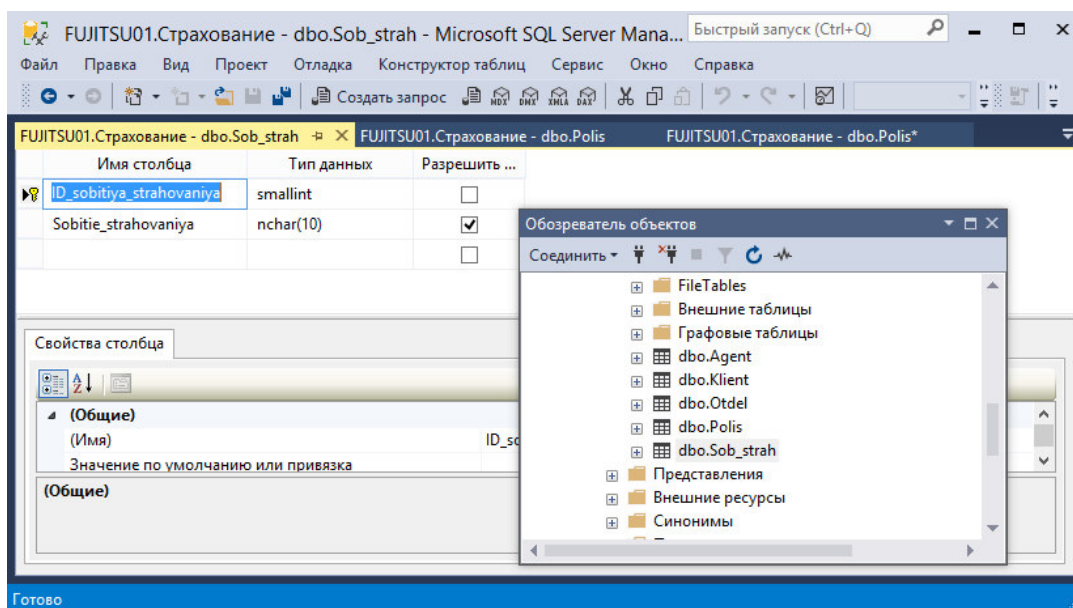 FUJITSU01.Страхование - dbo.Sob_strah - Microsoft SQL Server Mana... Быстрый запуск (Ctrl+Q)
Файл Правка Вид Проект Отладка Конструктор таблиц Сервис Окно Справка
Создать запрос MDX DMX XMLA DAX
FUJITSU01.Страхование - dbo.Sob_strah FUJITSU01.Страхование - dbo.Polis FUJITSU01.Страхование - dbo.Polis*
Имя столбца Тип данных Разрешить ...
ID_sobitiya_strahovaniya smallint
Sobitie_strahovaniya nchar(10)
Обозреватель объектов
Соединить
FileTables
Внешние таблицы
Графовые таблицы
dbo.Agent
dbo.Klient
dbo.Otdel
dbo.Polis
dbo.Sob_strah
Представления
Внешние ресурсы
Синонимы
Свойства столбца
(Общие)
(Имя) ID_so
Значение по умолчанию или привязка
(Общие)
Готово